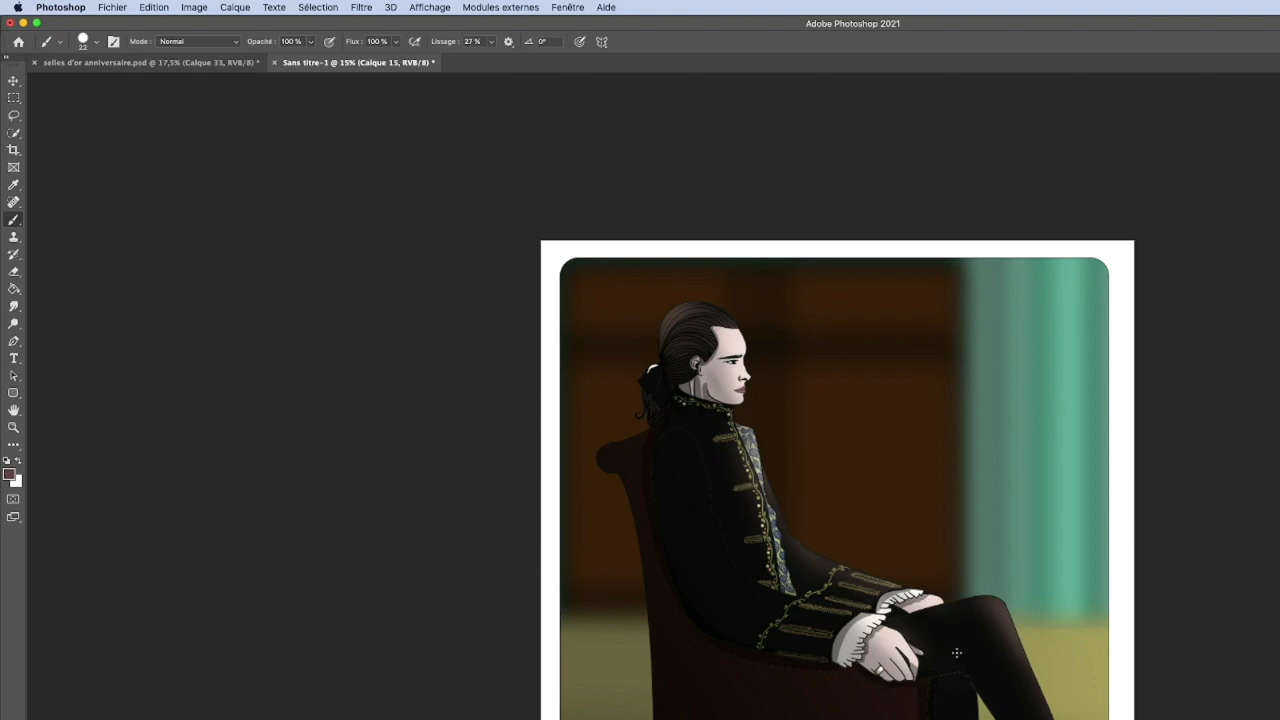 Photoshop Fichier Edition Image Calque Texte Sélection Filtre 3D Affichage Modules externes Fenêtre Aide
Adobe Photoshop 2021
22 Mode : Normal Opacité : 100 % Flux : 100 % Lissage : 27 % 0°
selles d'or anniversaire.psd @ 17,5% (Calque 33, RVB/8) * Sans titre-1 @ 15% (Calque 15, RVB/8) *